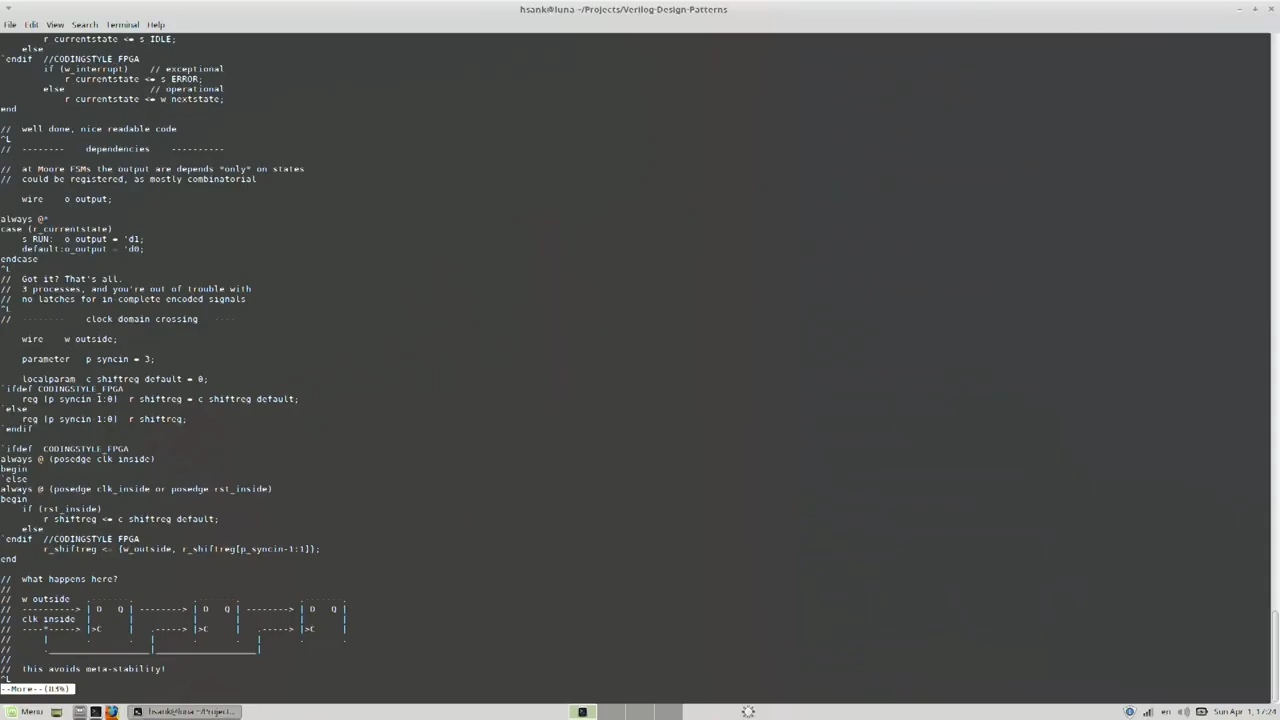 hsank@luna ~/Projects/Verilog-Design-Patterns
File Edit View Search Terminal Help
r_currentstate <= s_IDLE;
else
`endif //CODINGSTYLE_FPGA
if (w_interrupt) // exceptional
r_currentstate <= s_ERROR;
else // operational
r_currentstate <= w_nextstate;
end
// well done, nice readable code
^L
// -------- dependencies ----------
// at Moore FSMs the output are depends *only* on states
// could be registered, as mostly combinatorial
wire o_output;
always @*
case (r_currentstate)
s_RUN: o_output = 'd1;
default:o_output = 'd0;
endcase
^L
// Got it? That's all.
// 3 processes, and you're out of trouble with
// no latches for in-complete encoded signals
^L
// -------- clock domain crossing ----
wire w_outside;
parameter p_syncin = 3;
localparam c_shiftreg_default = 0;
`ifdef CODINGSTYLE_FPGA
reg [p_syncin-1:0] r_shiftreg = c_shiftreg_default;
`else
reg [p_syncin-1:0] r_shiftreg;
`endif
`ifdef CODINGSTYLE_FPGA
always @ (posedge clk_inside)
begin
`else
always @ (posedge clk_inside or posedge rst_inside)
begin
if (rst_inside)
r_shiftreg <= c_shiftreg_default;
else
`endif //CODINGSTYLE_FPGA
r_shiftreg <= {w_outside, r_shiftreg[p_syncin-1:1]};
end
// what happens here?
//
// w_outside .-------. .-------. .-------.
// ----------> | D Q | --------> | D Q | --------> | D Q |
// clk_inside | | | | | |
// ----*-----> |>C | .-----> |>C | .-----> |>C |
// | . . | . . | . .
// .___________________|___________________|
//
// this avoids meta-stability!
^L
--More--(83%)
Menu hsank@luna ~/Project... en Sun Apr 1, 17:24